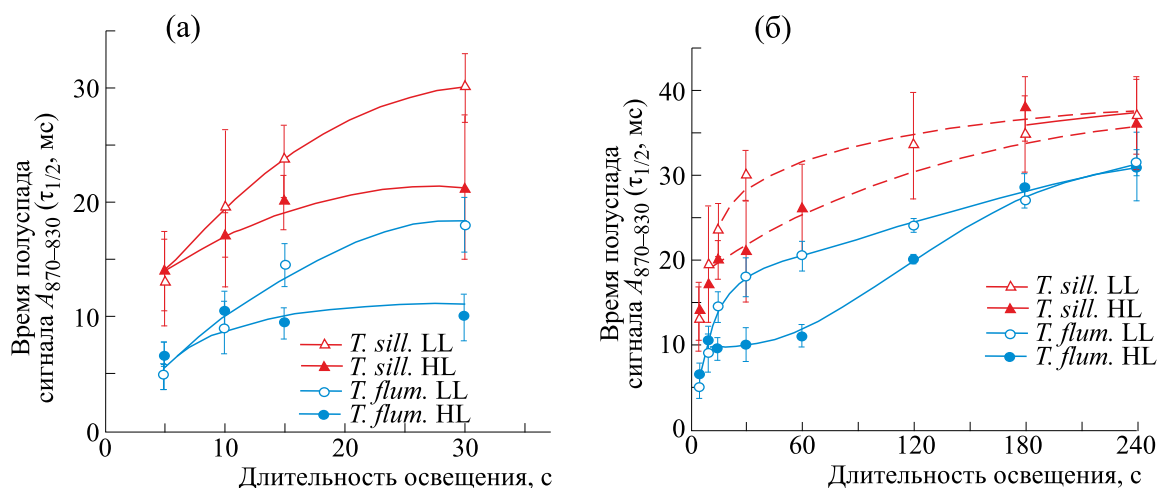 (а)
Время полуспада
сигнала A870–830 (τ1/2, мс)
30
20
10
0
0
10
20
30
T. sill. LL
T. sill. HL
T. flum. LL
T. flum. HL
Длительность освещения, с
(б)
Время полуспада
сигнала A870–830 (τ1/2, мс)
40
30
20
10
0
0
60
120
180
240
T. sill. LL
T. sill. HL
T. flum. LL
T. flum. HL
Длительность освещения, с